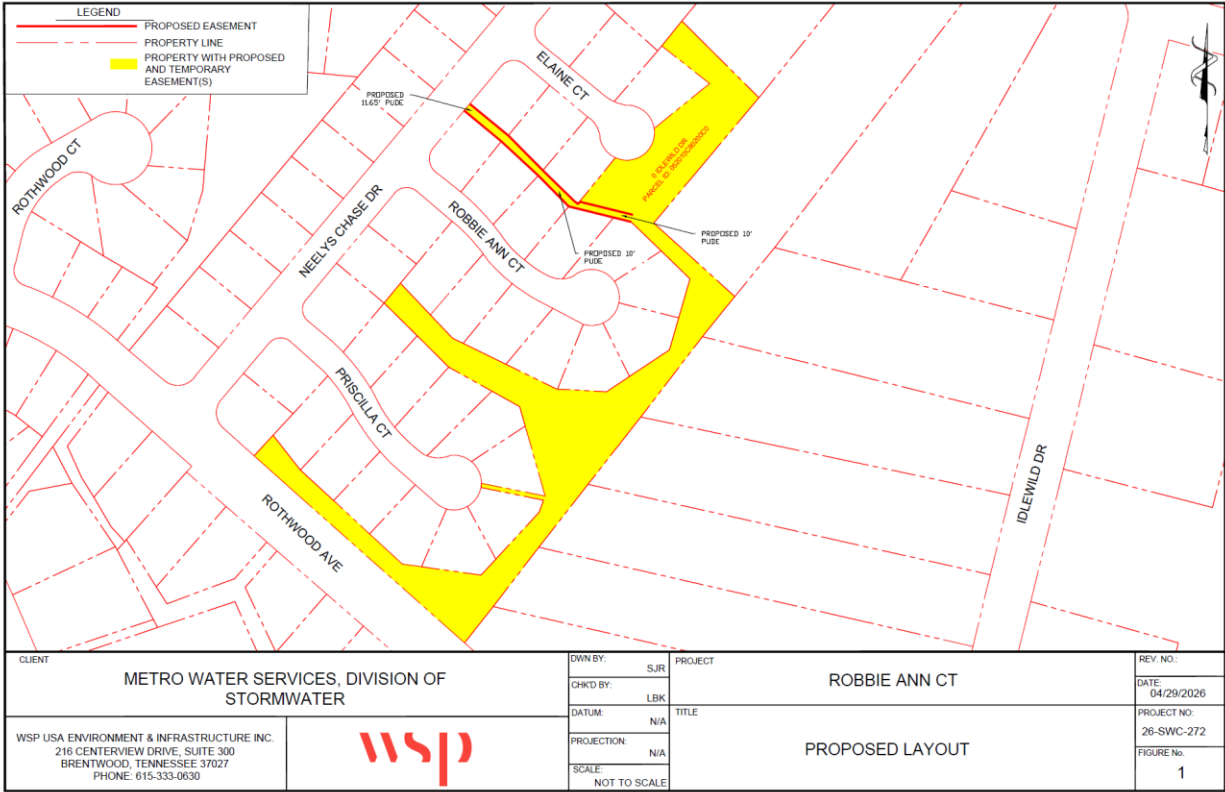 LEGEND
PROPOSED EASEMENT
PROPERTY LINE
PROPERTY WITH PROPOSED
AND TEMPORARY
EASEMENT(S)
ELAINE CT
PROPOSED
11.65' PUDE
ROTHWOOD CT
0 IDLEWILD DR
PARCEL ID: 052010C90200CO
NEELYS CHASE DR
ROBBIE ANN CT
PROPOSED 10'
PUDE
PROPOSED 10'
PUDE
PRISCILLA CT
IDLEWILD DR
ROTHWOOD AVE
CLIENT
METRO WATER SERVICES, DIVISION OF
STORMWATER
WSP USA ENVIRONMENT & INFRASTRUCTURE INC.
216 CENTERVIEW DRIVE, SUITE 300
BRENTWOOD, TENNESSEE 37027
PHONE: 615-333-0630
wsp
DWN BY:
SJR
CHK'D BY:
LBK
DATUM:
N/A
PROJECTION:
N/A
SCALE:
NOT TO SCALE
PROJECT
ROBBIE ANN CT
TITLE
PROPOSED LAYOUT
REV. NO.:
DATE:
04/29/2026
PROJECT NO:
26-SWC-272
FIGURE No.
1